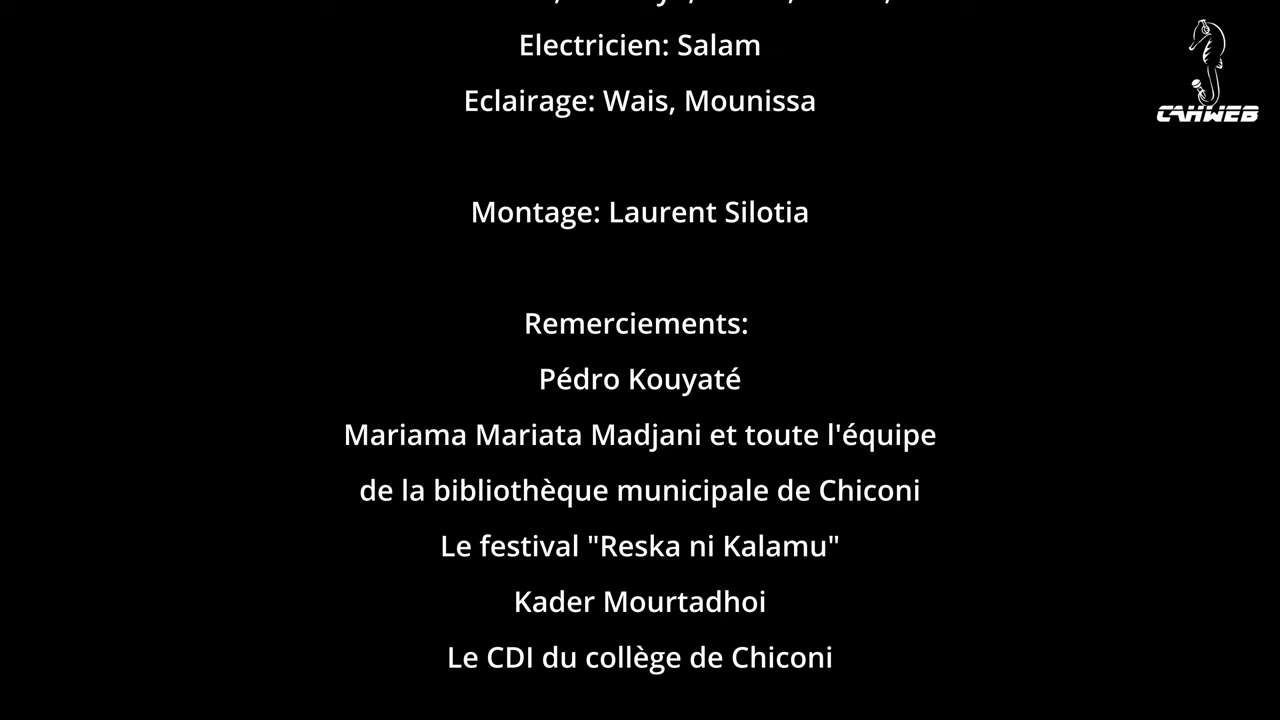 Electricien: Salam
Eclairage: Wais, Mounissa
Montage: Laurent Silotia
Remerciements:
Pédro Kouyaté
Mariama Mariata Madjani et toute l'équipe
de la bibliothèque municipale de Chiconi
Le festival "Reska ni Kalamu"
Kader Mourtadhoi
Le CDI du collège de Chiconi
CAHWEB